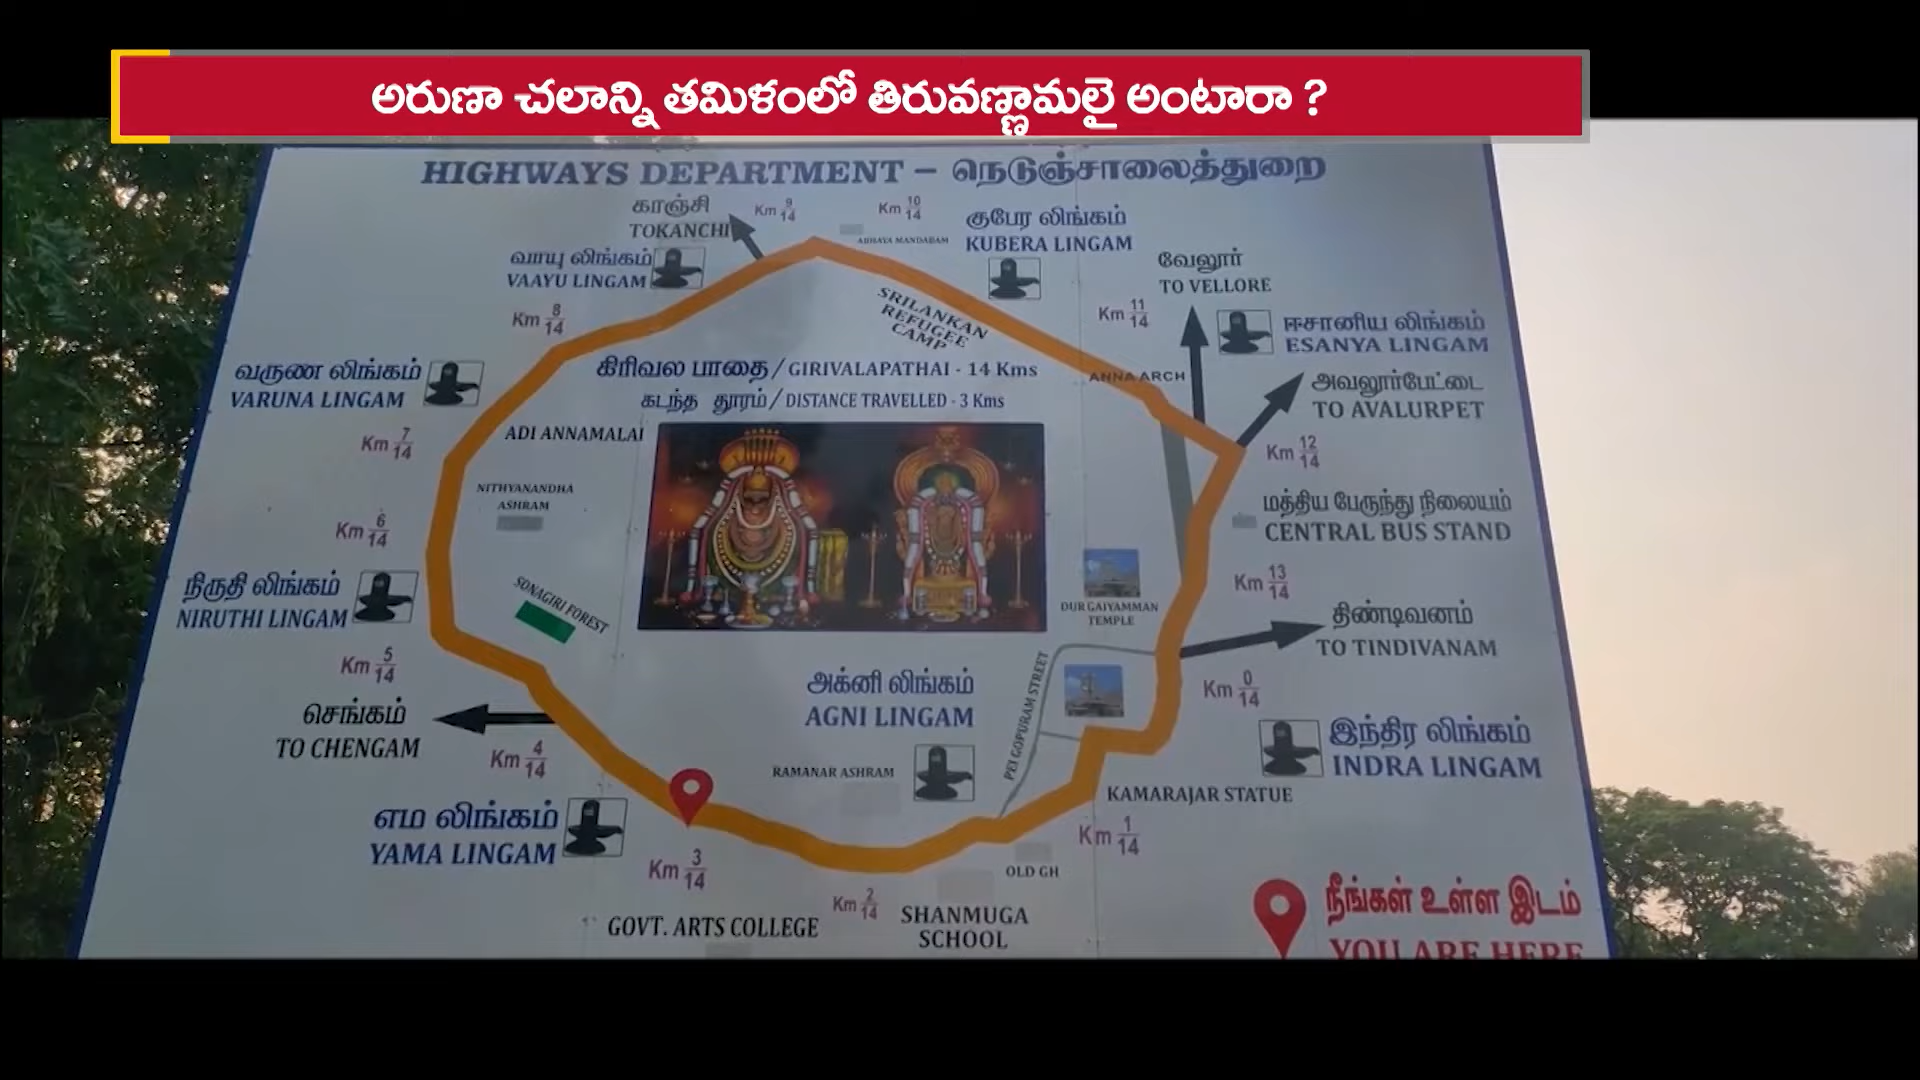 అరుణా చలాన్ని తమిళంలో తిరువణ్ణామలై అంటారా ?
HIGHWAYS DEPARTMENT – நெடுஞ்சாலைத்துறை
காஞ்சி
TOKANCHI
Km 9/14
Km 10/14
ABHAYA MANDABAM
குபேர லிங்கம்
KUBERA LINGAM
வாயு லிங்கம்
VAAYU LINGAM
வேலூர்
TO VELLORE
Km 8/14
SRILANKAN
REFUGEE
CAMP
Km 11/14
ஈசானிய லிங்கம்
ESANYA LINGAM
வருண லிங்கம்
VARUNA LINGAM
கிரிவல பாதை / GIRIVALAPATHAI - 14 Kms
கடந்த தூரம் / DISTANCE TRAVELLED - 3 Kms
ANNA ARCH
அவலூர்பேட்டை
TO AVALURPET
Km 7/14
ADI ANNAMALAI
Km 12/14
NITHYANANDHA
ASHRAM
மத்திய பேருந்து நிலையம்
CENTRAL BUS STAND
Km 6/14
Km 13/14
நிருதி லிங்கம்
NIRUTHI LINGAM
SONAGIRI FOREST
DURGAIYAMMAN
TEMPLE
திண்டிவனம்
TO TINDIVANAM
Km 5/14
அக்னி லிங்கம்
AGNI LINGAM
PEI GOPURAM STREET
Km 0/14
செங்கம்
TO CHENGAM
Km 4/14
RAMANAR ASHRAM
இந்திர லிங்கம்
INDRA LINGAM
KAMARAJAR STATUE
எம லிங்கம்
YAMA LINGAM
Km 3/14
Km 1/14
OLD GH
Km 2/14
GOVT. ARTS COLLEGE
SHANMUGA
SCHOOL
நீங்கள் உள்ள இடம்
YOU ARE HERE